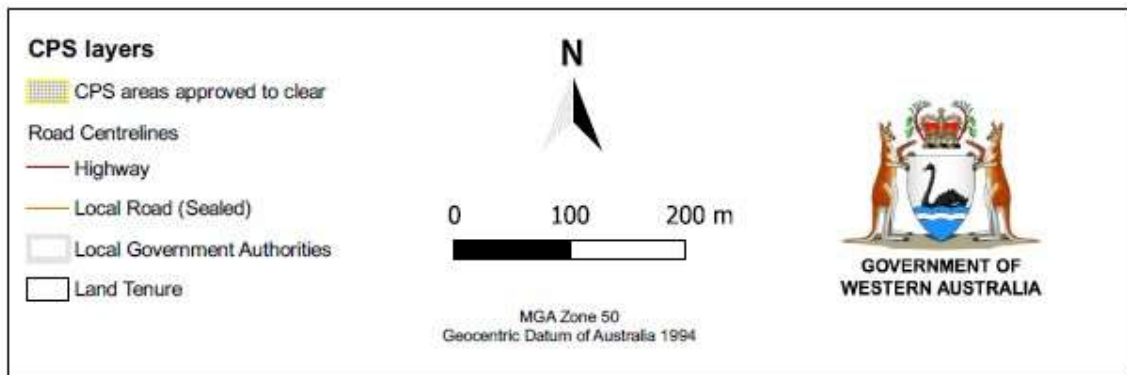 CPS layers
CPS areas approved to clear
Road Centrelines
Highway
Local Road (Sealed)
Local Government Authorities
Land Tenure
N
0 100 200 m
MGA Zone 50
Geocentric Datum of Australia 1994
GOVERNMENT OF
WESTERN AUSTRALIA